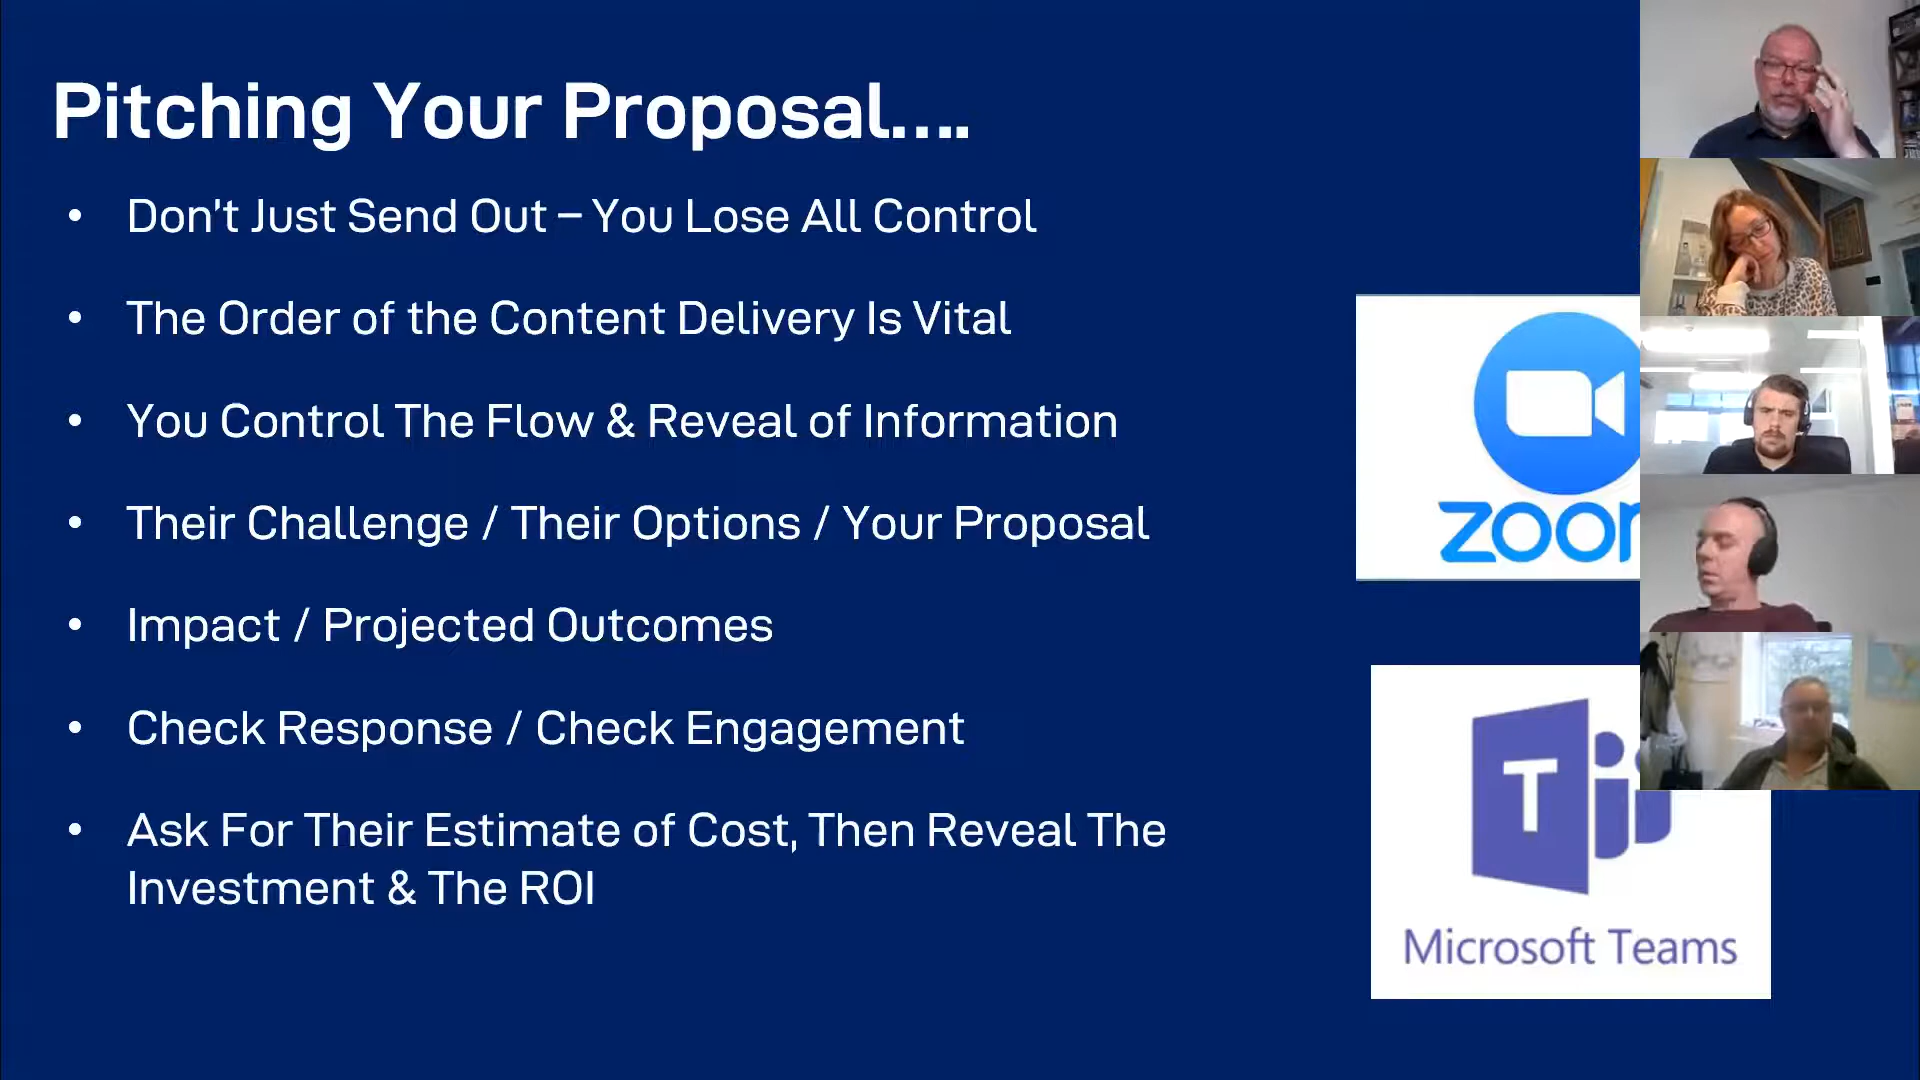 Pitching Your Proposal....
• Don't Just Send Out – You Lose All Control
• The Order of the Content Delivery Is Vital
• You Control The Flow & Reveal of Information
• Their Challenge / Their Options / Your Proposal
• Impact / Projected Outcomes
• Check Response / Check Engagement
• Ask For Their Estimate of Cost, Then Reveal The
Investment & The ROI
zoom
T
Microsoft Teams